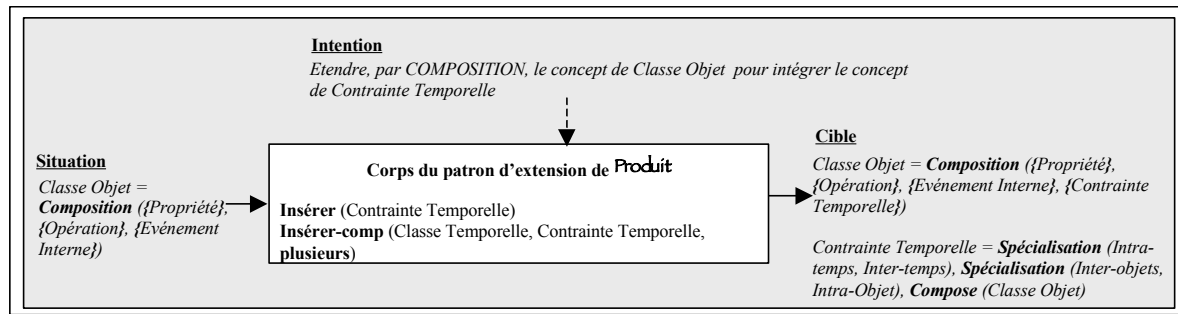 Intention
Etendre, par COMPOSITION, le concept de Classe Objet pour intégrer le concept
de Contrainte Temporelle
Situation
Classe Objet =
Composition ({Propriété},
{Opération}, {Evénement
Interne})
Corps du patron d'extension de Produit
Insérer (Contrainte Temporelle)
Insérer-comp (Classe Temporelle, Contrainte Temporelle,
plusieurs)
Cible
Classe Objet = Composition ({Propriété},
{Opération}, {Evénement Interne}, {Contrainte
Temporelle})
Contrainte Temporelle = Spécialisation (Intra-
temps, Inter-temps), Spécialisation (Inter-objets,
Intra-Objet), Compose (Classe Objet)